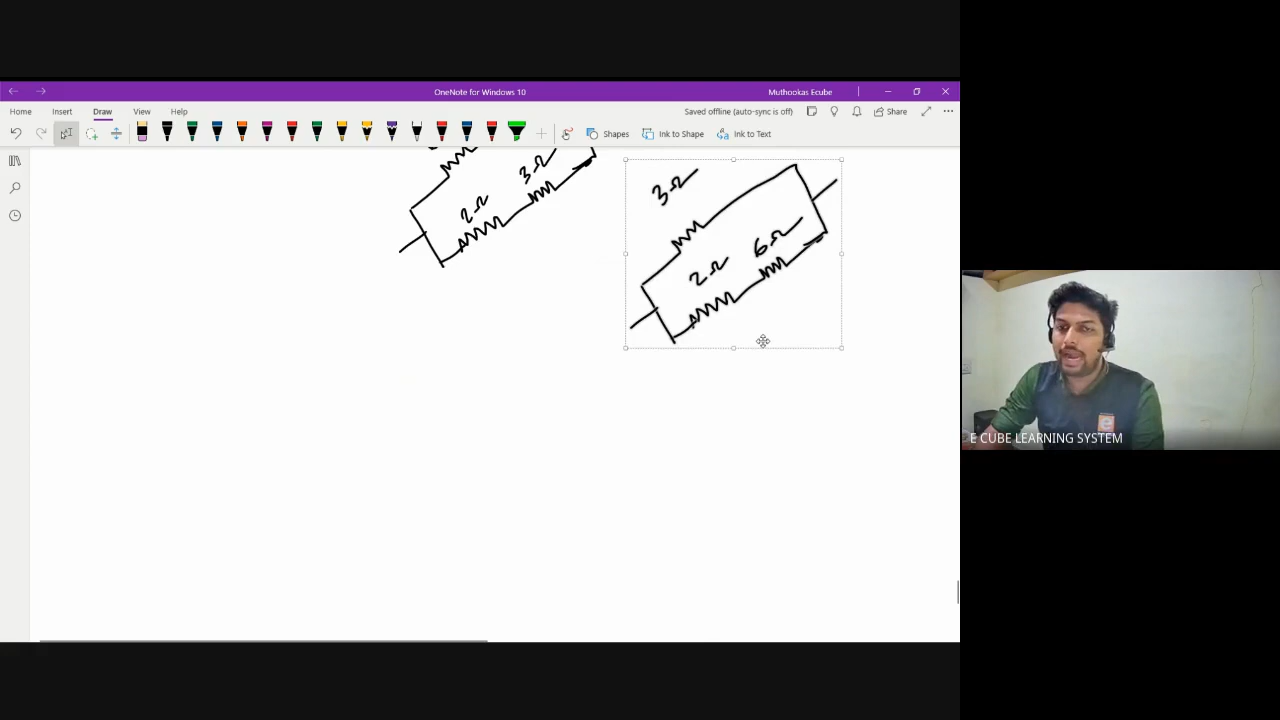 OneNote for Windows 10
Muthookas Ecube
Home Insert Draw View Help
Saved offline (auto-sync is off)
Share
Shapes
Ink to Shape
Ink to Text
3Ω
2Ω
3Ω
2Ω
6Ω
E CUBE LEARNING SYSTEM